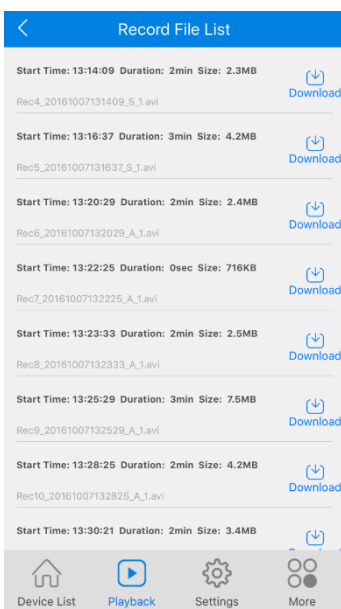 Record File List
Start Time: 13:14:09 Duration: 2min Size: 2.3MB
Download
Rec4_20161007131409_S_1.avi
Start Time: 13:16:37 Duration: 3min Size: 4.2MB
Download
Rec5_20161007131637_S_1.avi
Start Time: 13:20:29 Duration: 2min Size: 2.4MB
Download
Rec6_20161007132029_A_1.avi
Start Time: 13:22:25 Duration: 0sec Size: 716KB
Download
Rec7_20161007132225_A_1.avi
Start Time: 13:23:33 Duration: 2min Size: 2.5MB
Download
Rec8_20161007132333_A_1.avi
Start Time: 13:25:29 Duration: 3min Size: 7.5MB
Download
Rec9_20161007132529_A_1.avi
Start Time: 13:28:25 Duration: 2min Size: 4.2MB
Download
Rec10_20161007132825_A_1.avi
Start Time: 13:30:21 Duration: 2min Size: 3.4MB
Device List Playback Settings More